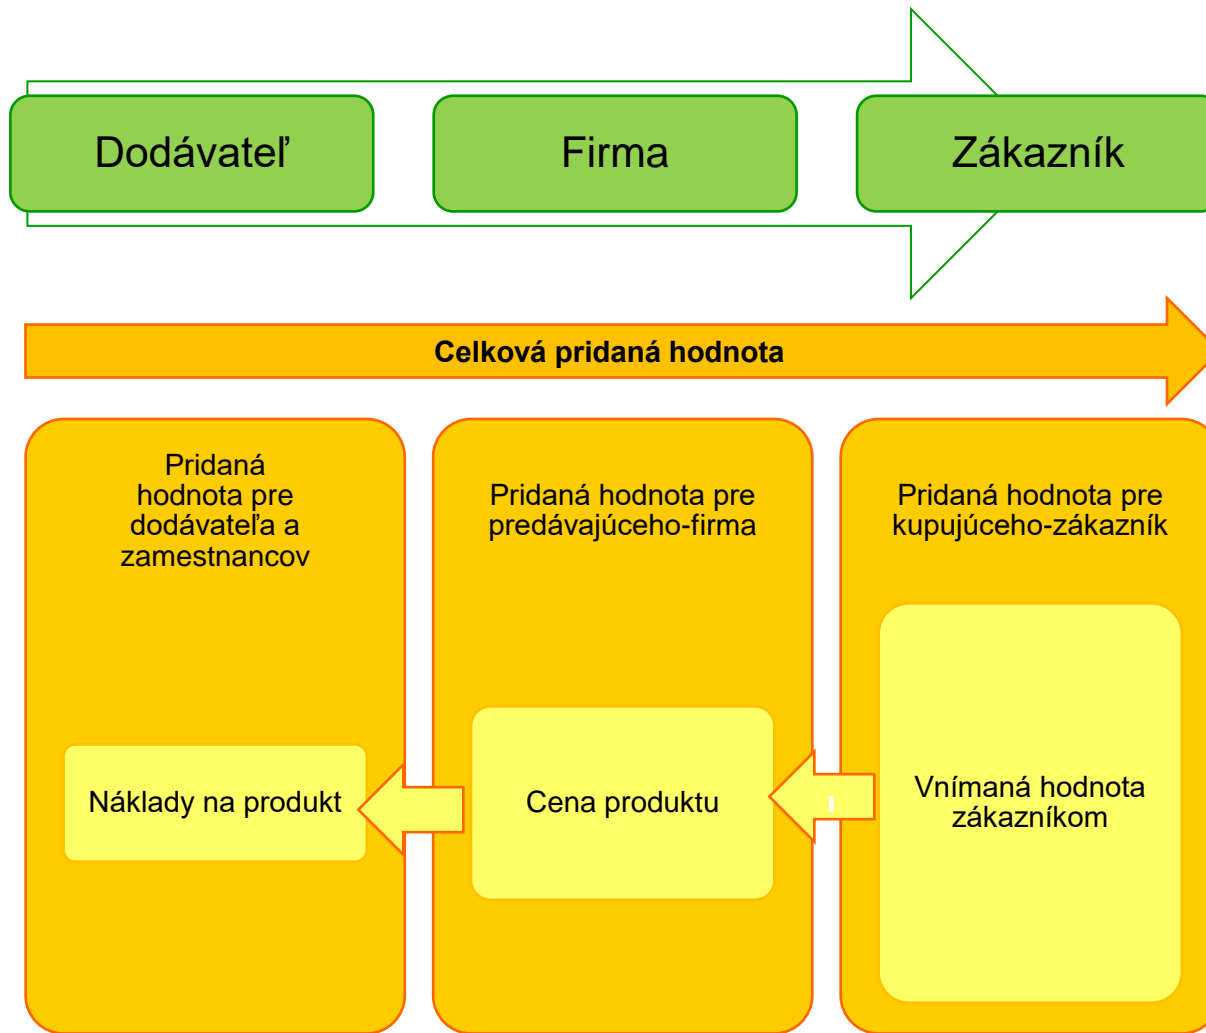 Dodávateľ
Firma
Zákazník
Celková pridaná hodnota
Pridaná
hodnota pre
dodávateľa a
zamestnancov
Pridaná hodnota pre
predávajúceho-firma
Pridaná hodnota pre
kupujúceho-zákazník
Náklady na produkt
Cena produktu
Vnímaná hodnota
zákazníkom